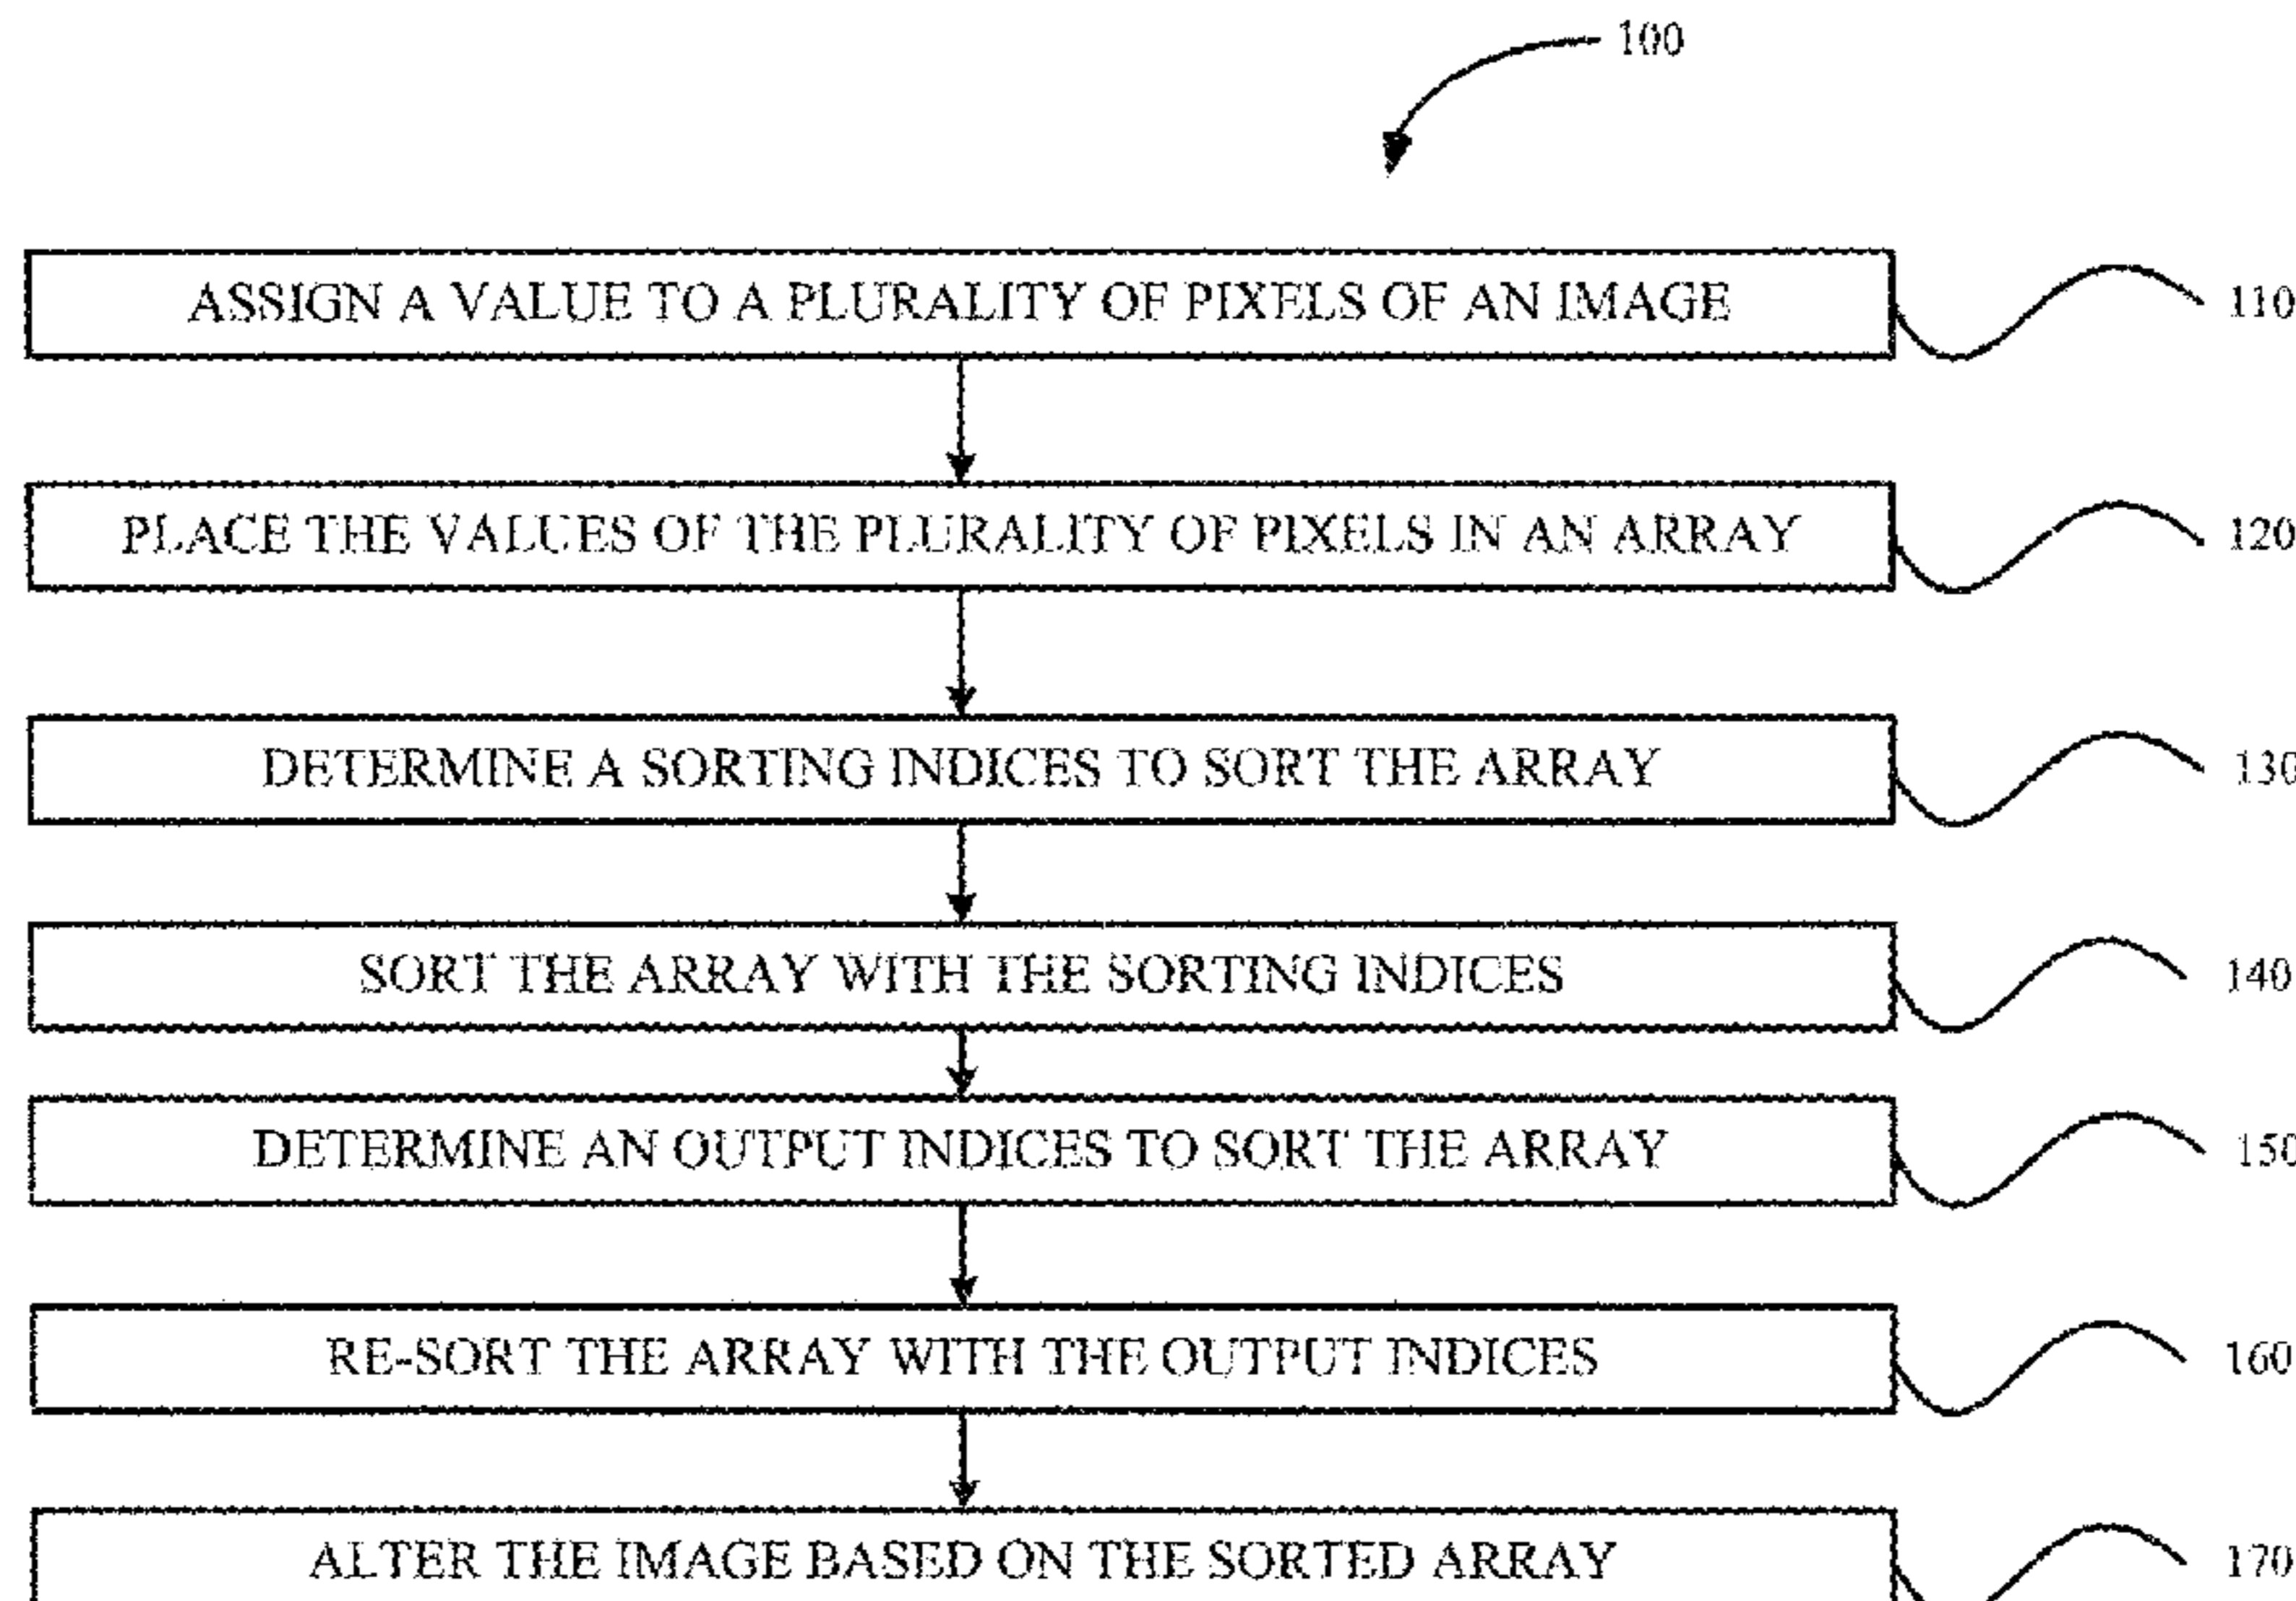 100
ASSIGN A VALUE TO A PLURALITY OF PIXELS OF AN IMAGE 110
PLACE THE VALUES OF THE PLURALITY OF PIXELS IN AN ARRAY 120
DETERMINE A SORTING INDICES TO SORT THE ARRAY 130
SORT THE ARRAY WITH THE SORTING INDICES 140
DETERMINE AN OUTPUT INDICES TO SORT THE ARRAY 150
RE-SORT THE ARRAY WITH THE OUTPUT INDICES 160
ALTER THE IMAGE BASED ON THE SORTED ARRAY 170